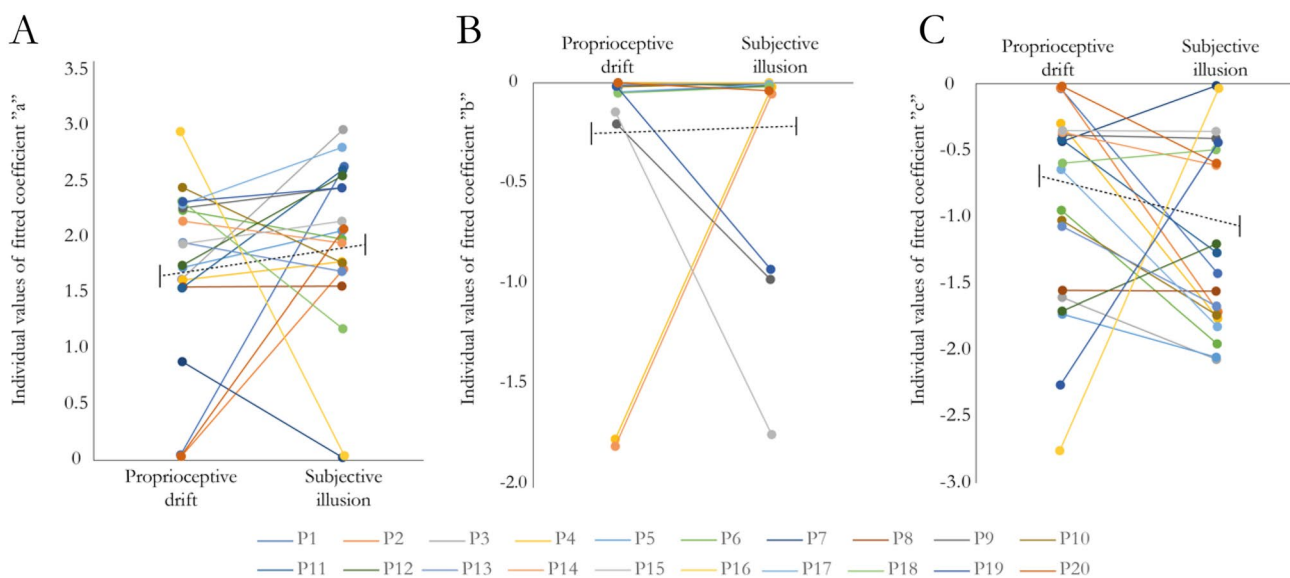 A
Individual values of fitted coefficient "a"
3.5
3.0
2.5
2.0
1.5
1.0
0.5
0
Proprioceptive
drift
Subjective
illusion
B
Proprioceptive
drift
Subjective
illusion
Individual values of fitted coefficient ”b”
0
-0.5
-1.0
-1.5
-2.0
C
Proprioceptive
drift
Subjective
illusion
Individual values of fitted coefficient ”c”
0
-0.5
-1.0
-1.5
-2.0
-2.5
-3.0
P1 P2 P3 P4 P5 P6 P7 P8 P9 P10
P11 P12 P13 P14 P15 P16 P17 P18 P19 P20